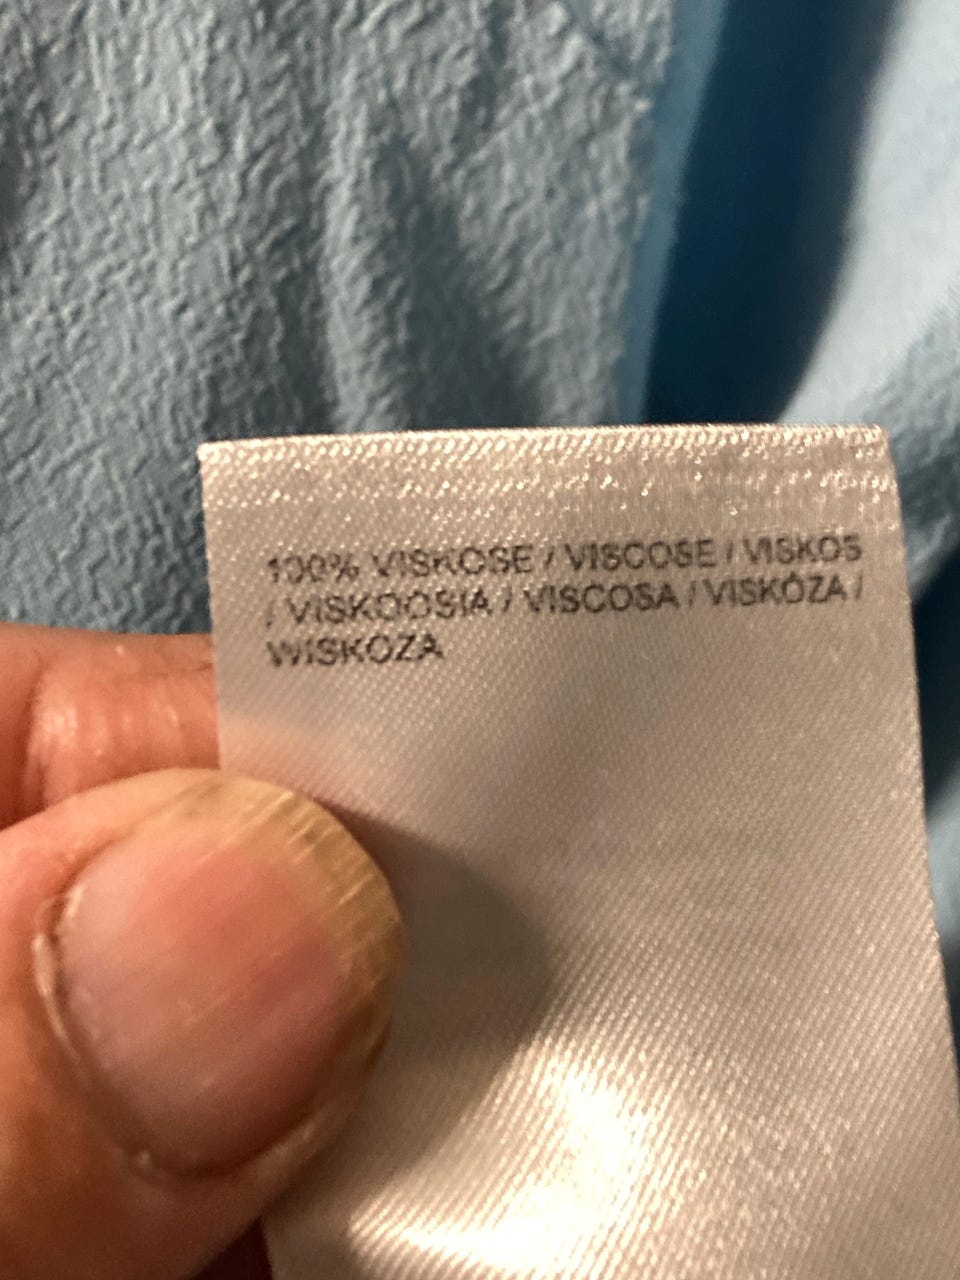 100% VISKOSE / VISCOSE / VISKOS
/ VISKOOSIA / VISCOSA / VISKÓZA /
WISKOZA